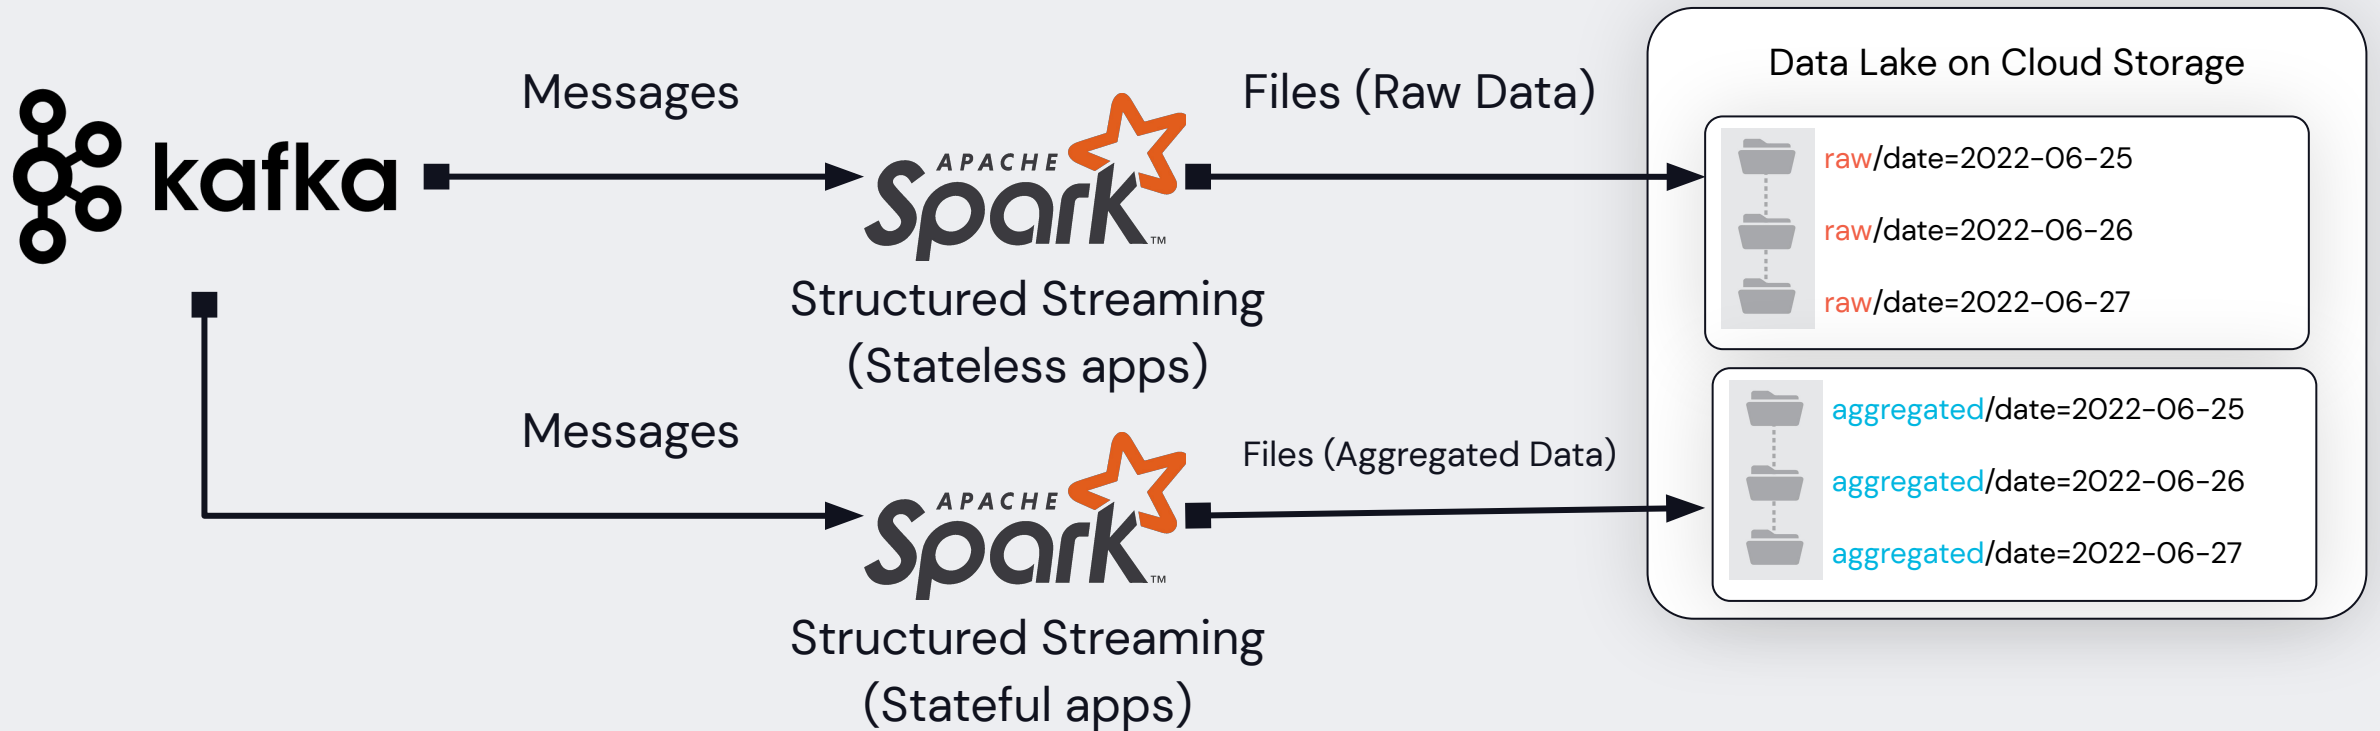 kafka
Messages
APACHE
Spark™
Structured Streaming
(Stateless apps)
Files (Raw Data)
Data Lake on Cloud Storage
raw/date=2022-06-25
raw/date=2022-06-26
raw/date=2022-06-27
Messages
APACHE
Spark™
Structured Streaming
(Stateful apps)
Files (Aggregated Data)
aggregated/date=2022-06-25
aggregated/date=2022-06-26
aggregated/date=2022-06-27